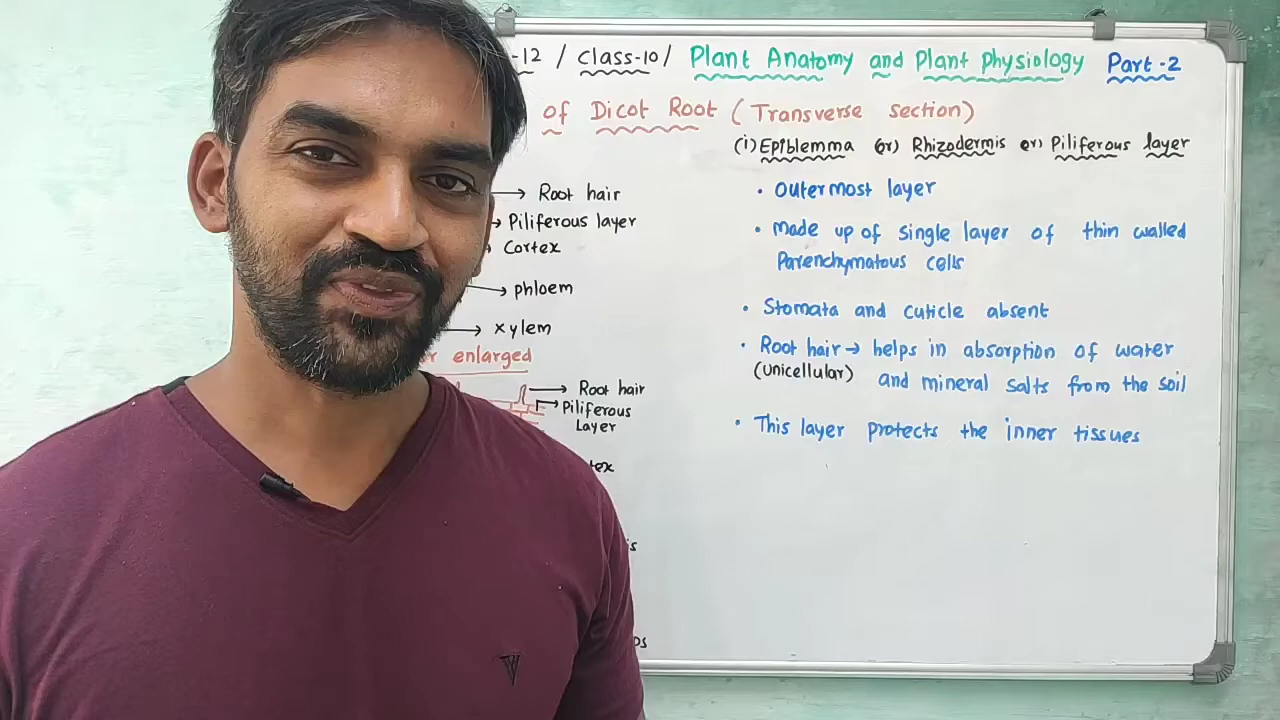 -12 / Class-10/ Plant Anatomy and Plant Physiology Part-2
of Dicot Root (Transverse section)
(i) Epiblemma (or) Rhizodermis (or) Piliferous layer
Root hair
Piliferous layer
Cortex
phloem
xylem
enlarged
Root hair
Piliferous
Layer
• Outermost layer
• Made up of single layer of thin walled
Parenchymatous cells
• Stomata and cuticle absent
• Root hair → helps in absorption of water
(unicellular) and mineral salts from the soil
• This layer protects the inner tissues